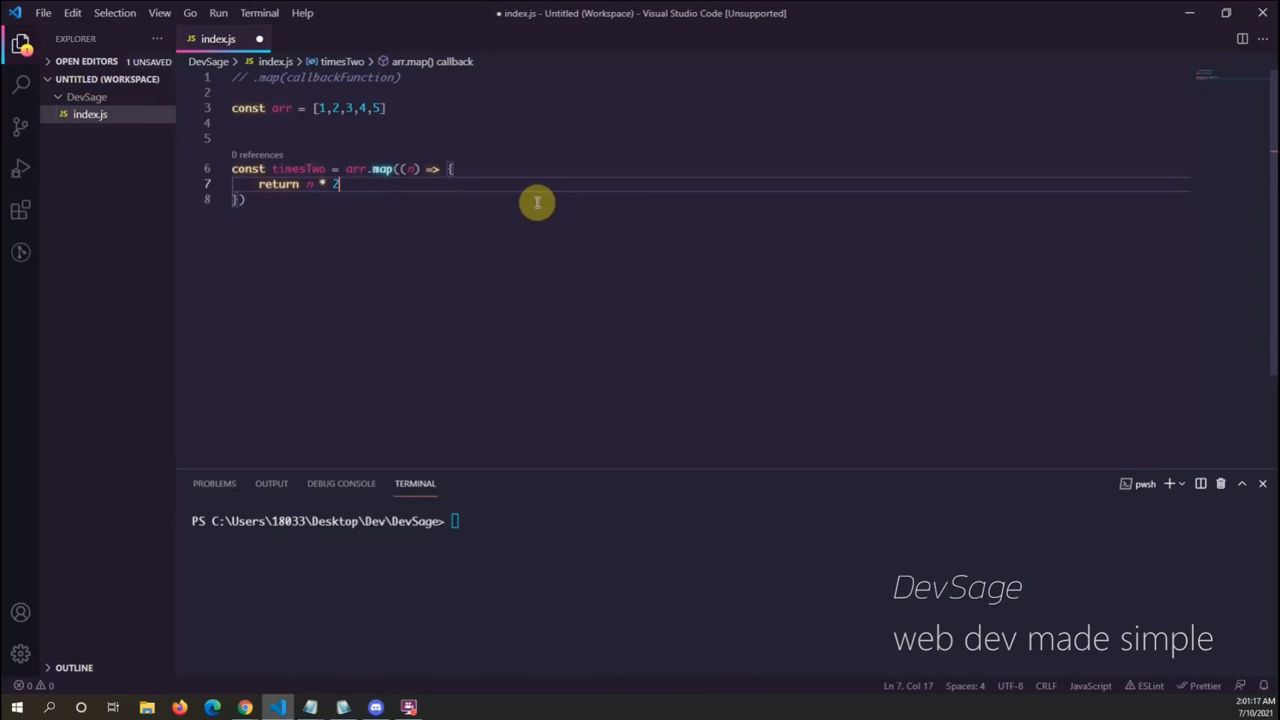 File Edit Selection View Go Run Terminal Help
● index.js - Untitled (Workspace) - Visual Studio Code [Unsupported]
EXPLORER
JS index.js
OPEN EDITORS 1 UNSAVED
UNTITLED (WORKSPACE)
DevSage
JS index.js
DevSage > JS index.js > timesTwo > arr.map() callback
1 // .map(callbackFunction)
2
3 const arr = [1,2,3,4,5]
4
5
0 references
6 const timesTwo = arr.map((n) => {
7 return n * 2
8 })
PROBLEMS OUTPUT DEBUG CONSOLE TERMINAL
pwsh
PS C:\Users\18033\Desktop\Dev\DevSage>
DevSage
web dev made simple
OUTLINE
0 0
Ln 7, Col 17 Spaces: 4 UTF-8 CRLF JavaScript ESLint Prettier
2:01:17 AM
7/10/2021